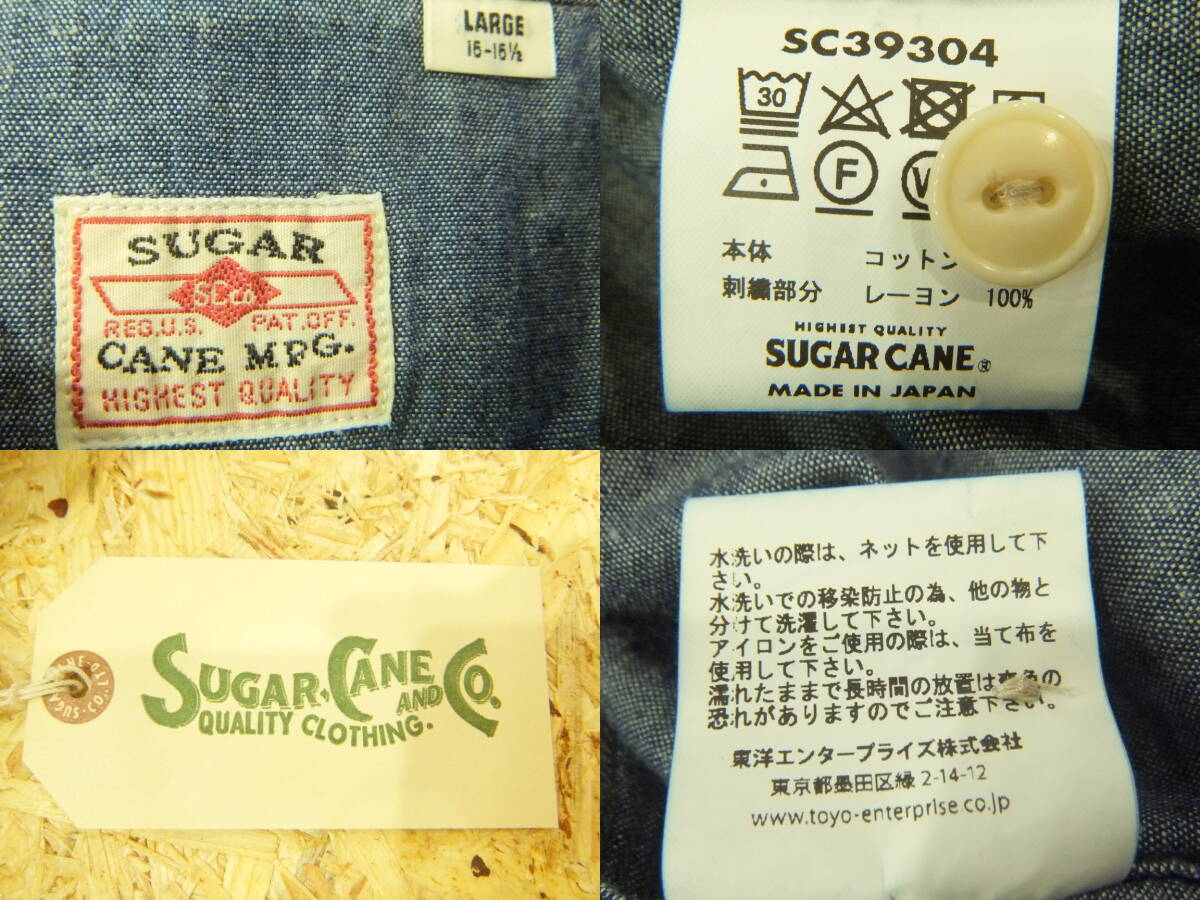 LARGE
15-15½
SUGAR
SCCo
REG.U.S. PAT.OFF.
CANE MFG.
HIGHEST QUALITY
SC39304
30
F
W
本体 コットン
刺繍部分 レーヨン 100%
HIGHEST QUALITY
SUGAR CANE®
MADE IN JAPAN
SUGAR CANE AND CO.
QUALITY CLOTHING.
水洗いの際は、ネットを使用して下
さい。
水洗いでの移染防止の為、他の物と
分けて洗濯して下さい。
アイロンをご使用の際は、当て布を
使用して下さい。
濡れたままで長時間の放置は変色の
恐れがありますのでご注意下さい。
東洋エンタープライズ株式会社
東京都墨田区緑 2-14-12
www.toyo-enterprise.co.jp